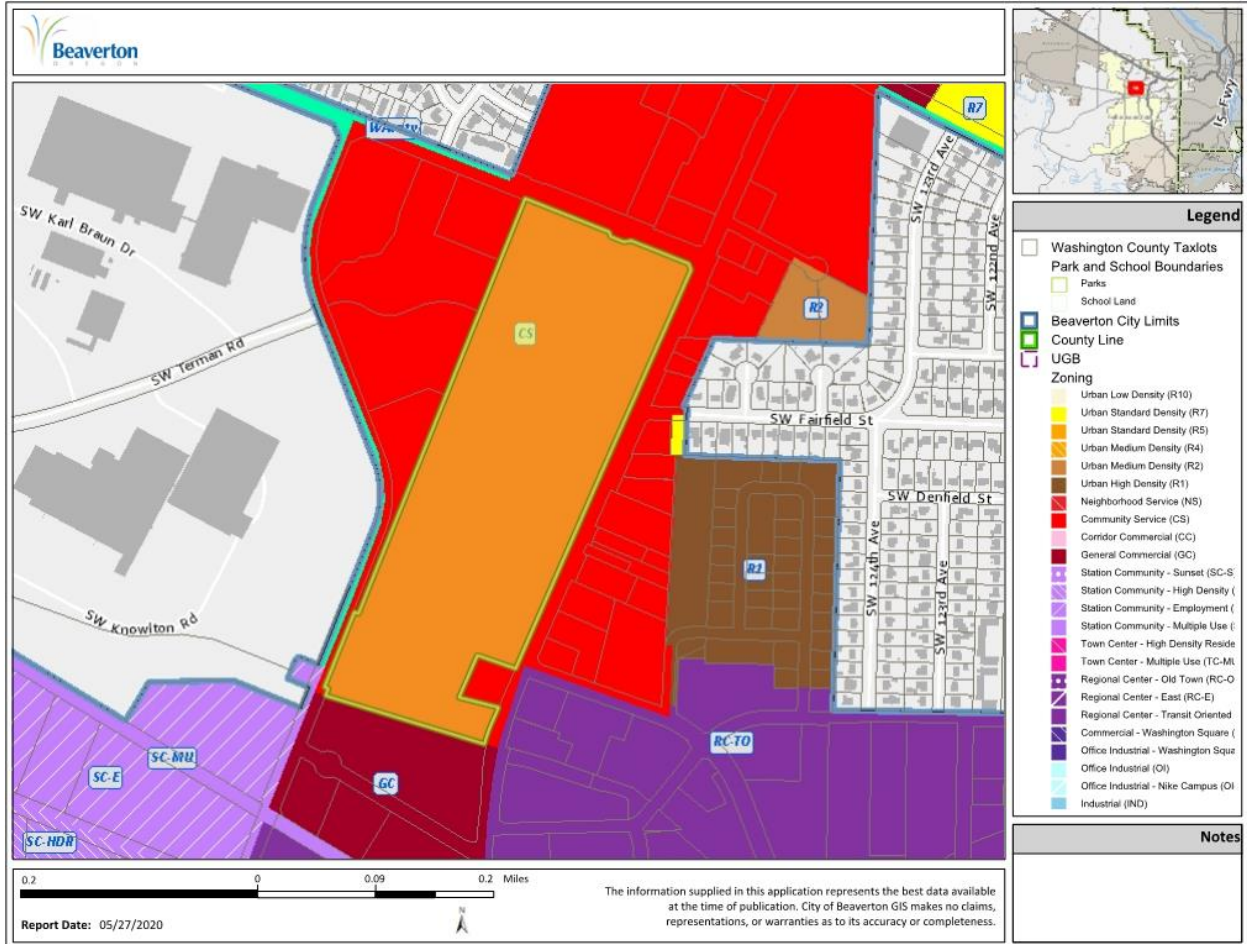 Beaverton
OREGON
R7
I5-Fwy
SW 123rd Ave
SW 122nd Ave
SW Karl Braun Dr
R2
CS
SW Terman Rd
SW Fairfield St
SW Denfield St
R1
SW 124th Ave
SW 123rd Ave
SW Knowlton Rd
RC-TO
SC-MU
SC-E
GC
SC-HDR
Legend
Washington County Taxlots
Park and School Boundaries
Parks
School Land
Beaverton City Limits
County Line
UGB
Zoning
Urban Low Density (R10)
Urban Standard Density (R7)
Urban Standard Density (R5)
Urban Medium Density (R4)
Urban Medium Density (R2)
Urban High Density (R1)
Neighborhood Service (NS)
Community Service (CS)
Corridor Commercial (CC)
General Commercial (GC)
Station Community - Sunset (SC-S
Station Community - High Density (
Station Community - Employment (
Station Community - Multiple Use (
Town Center - High Density Reside
Town Center - Multiple Use (TC-MU
Regional Center - Old Town (RC-O
Regional Center - East (RC-E)
Regional Center - Transit Oriented
Commercial - Washington Square (
Office Industrial - Washington Squa
Office Industrial (OI)
Office Industrial - Nike Campus (OI
Industrial (IND)
Notes
0.2 0 0.09 0.2 Miles
N
Report Date: 05/27/2020
The information supplied in this application represents the best data available
at the time of publication. City of Beaverton GIS makes no claims,
representations, or warranties as to its accuracy or completeness.